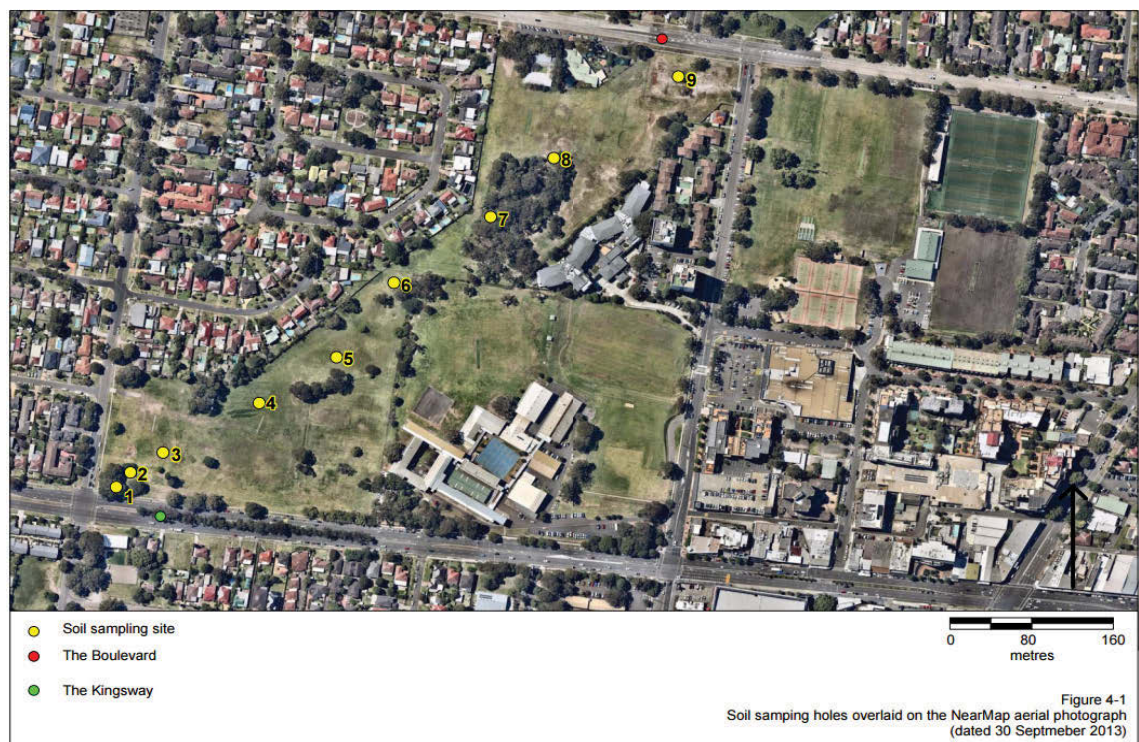 9
8
7
6
5
4
3
2
1
Soil sampling site
The Boulevard
The Kingsway
0 80 160
metres
Figure 4-1
Soil samping holes overlaid on the NearMap aerial photograph
(dated 30 Septmeber 2013)